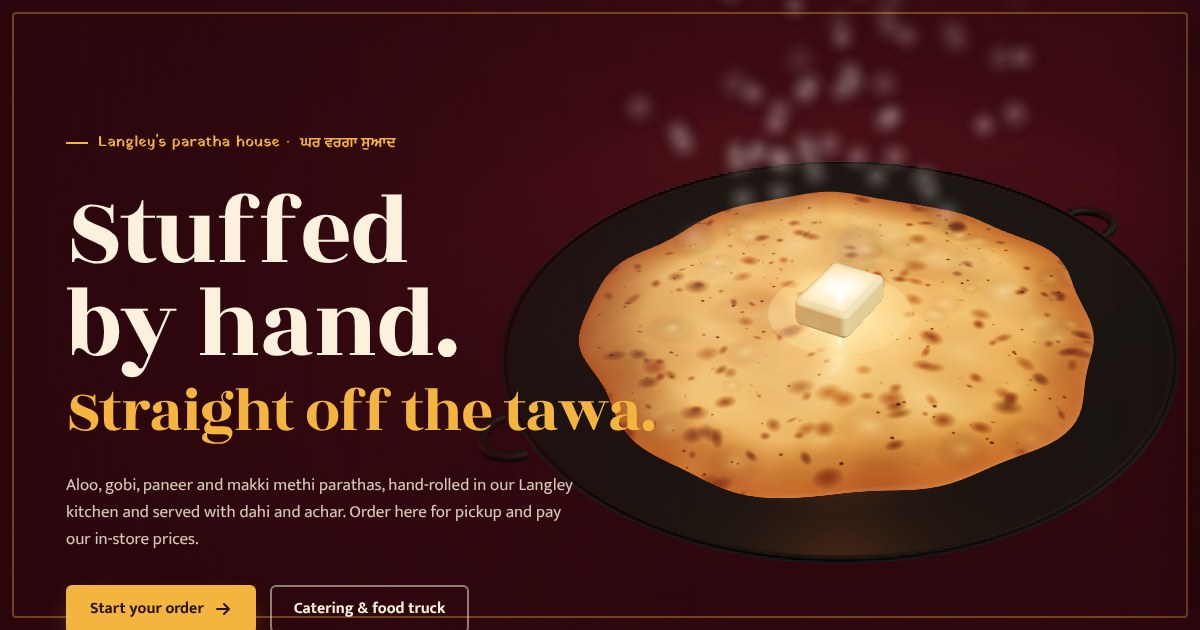 Langley's paratha house · ਘਰ ਵਰਗਾ ਸੁਆਦ
Stuffed
by hand.
Straight off the tawa.
Aloo, gobi, paneer and makki methi parathas, hand-rolled in our Langley
kitchen and served with dahi and achar. Order here for pickup and pay
our in-store prices.
Start your order →
Catering & food truck